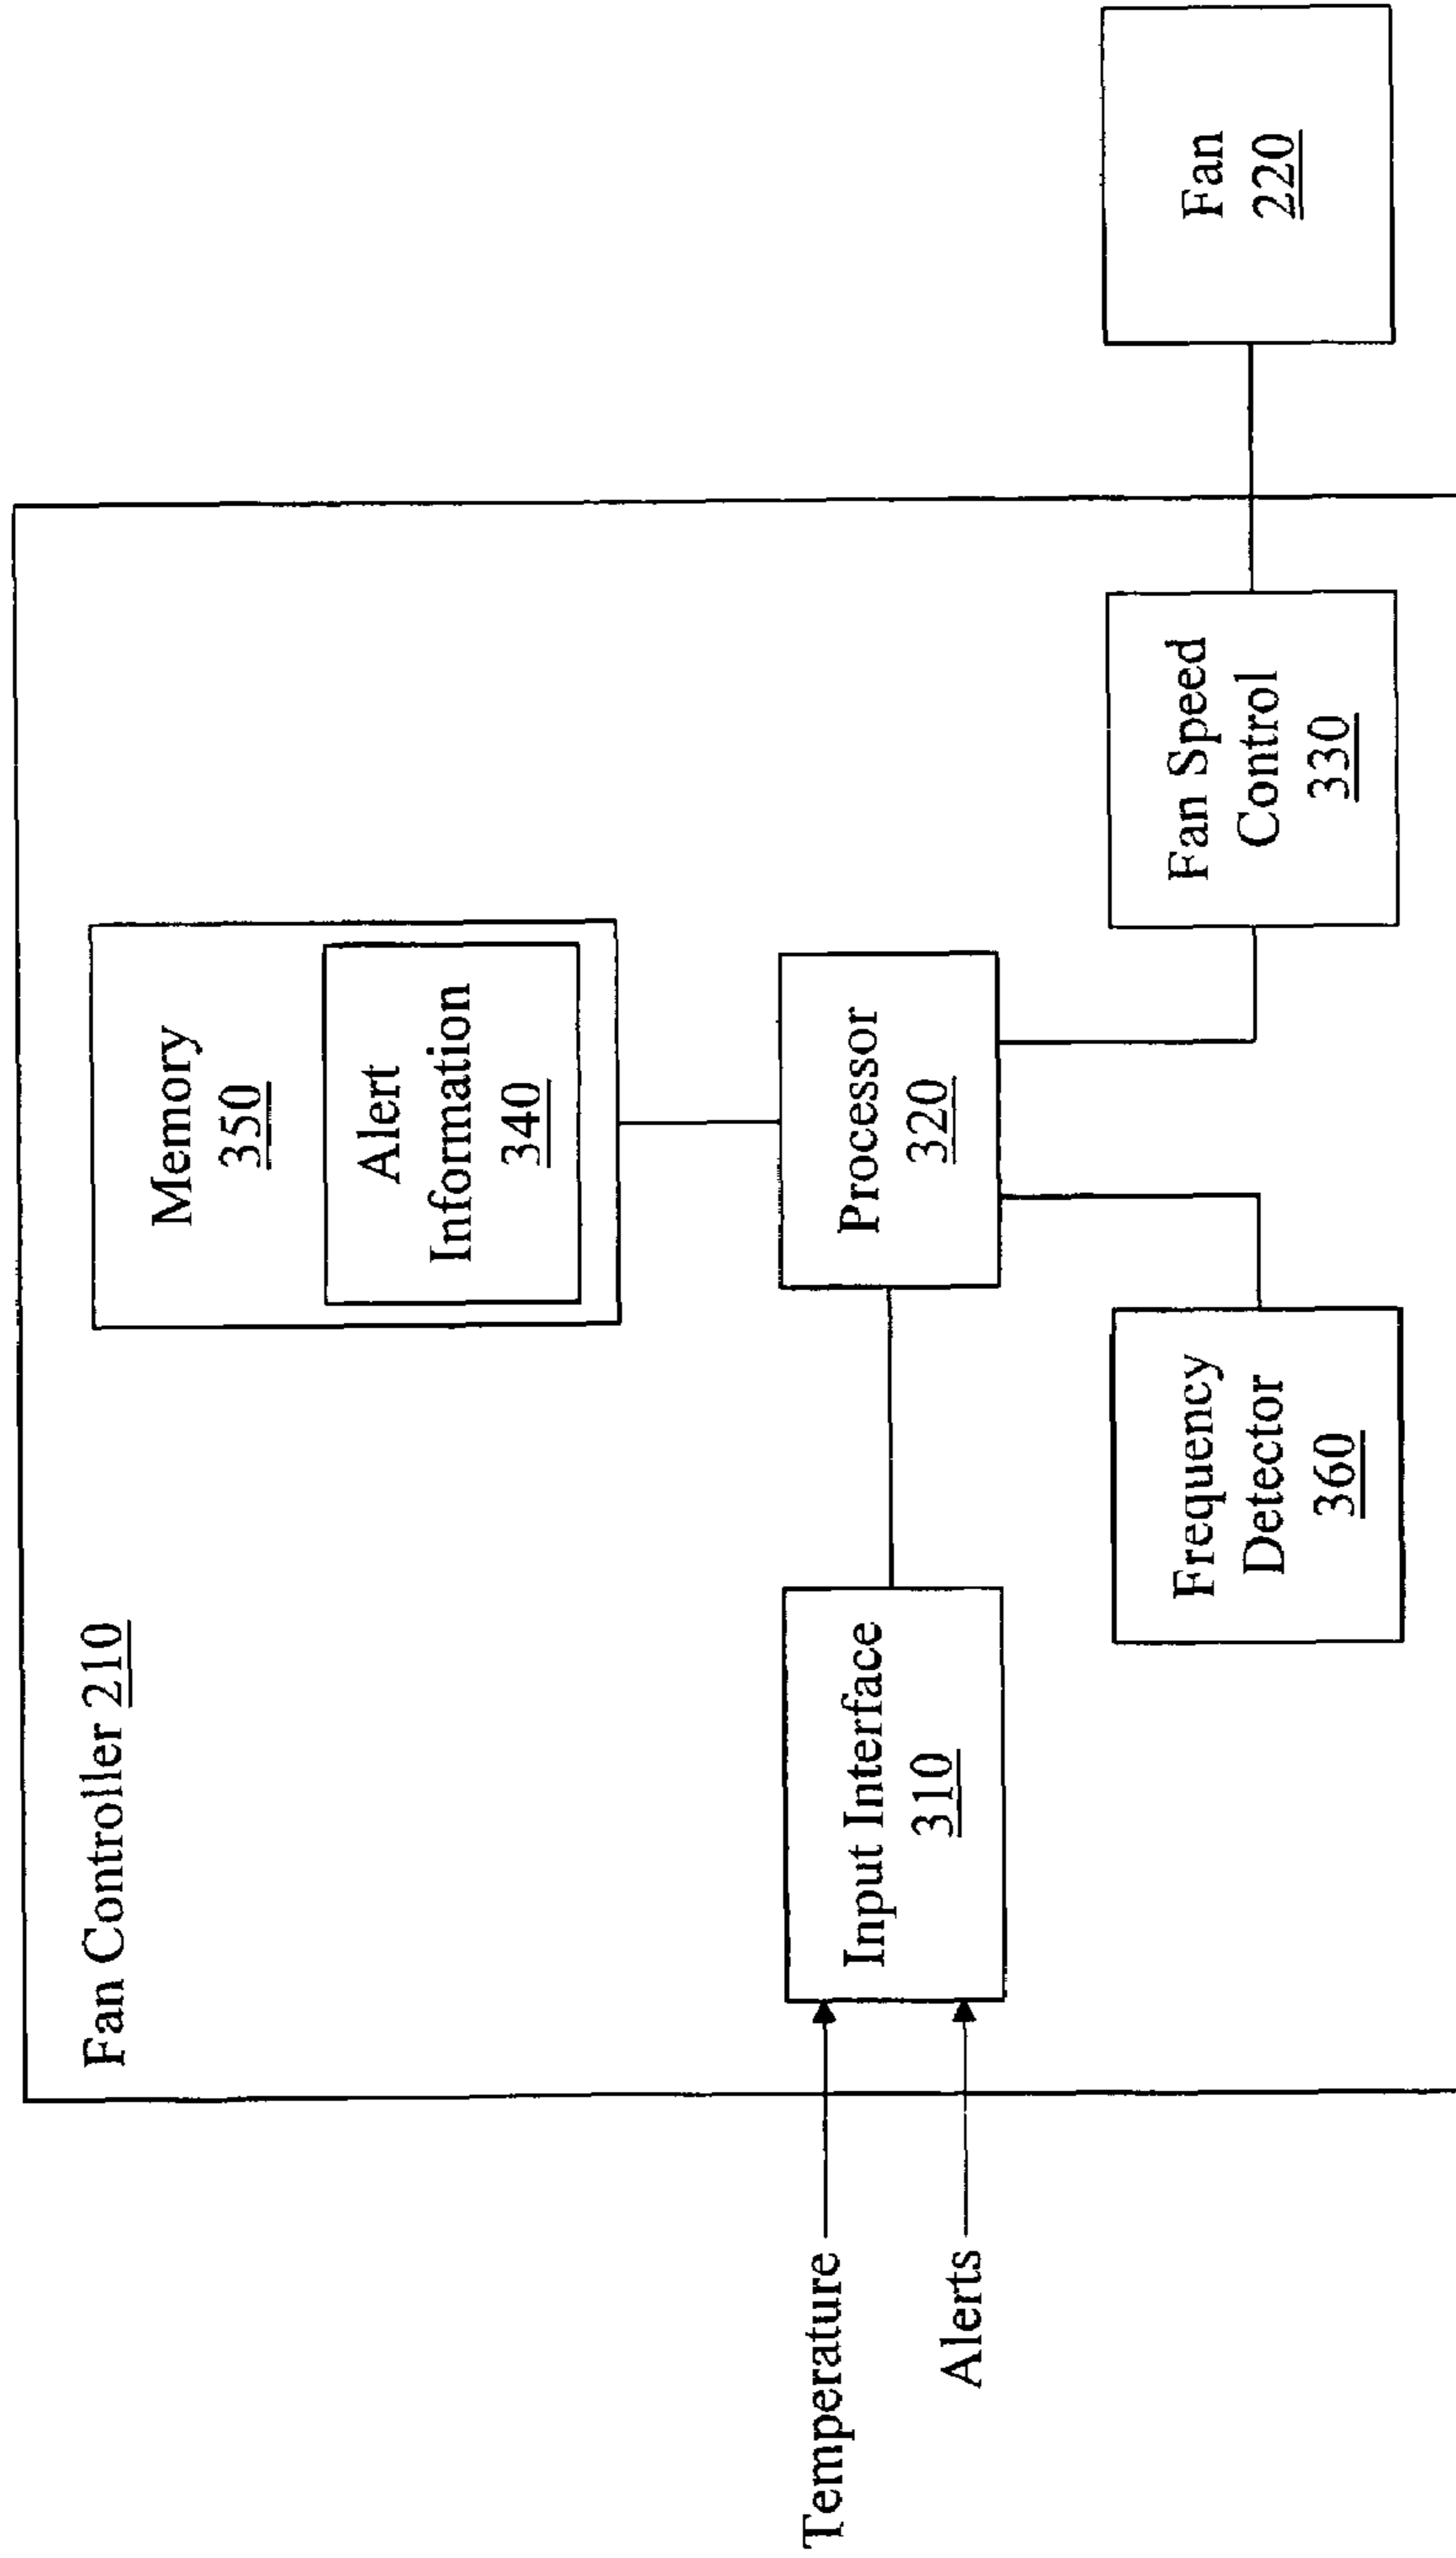 Fan Controller 210
Memory
350
Alert
Information
340
Temperature
Alerts
Input Interface
310
Processor
320
Frequency
Detector
360
Fan Speed
Control
330
Fan
220